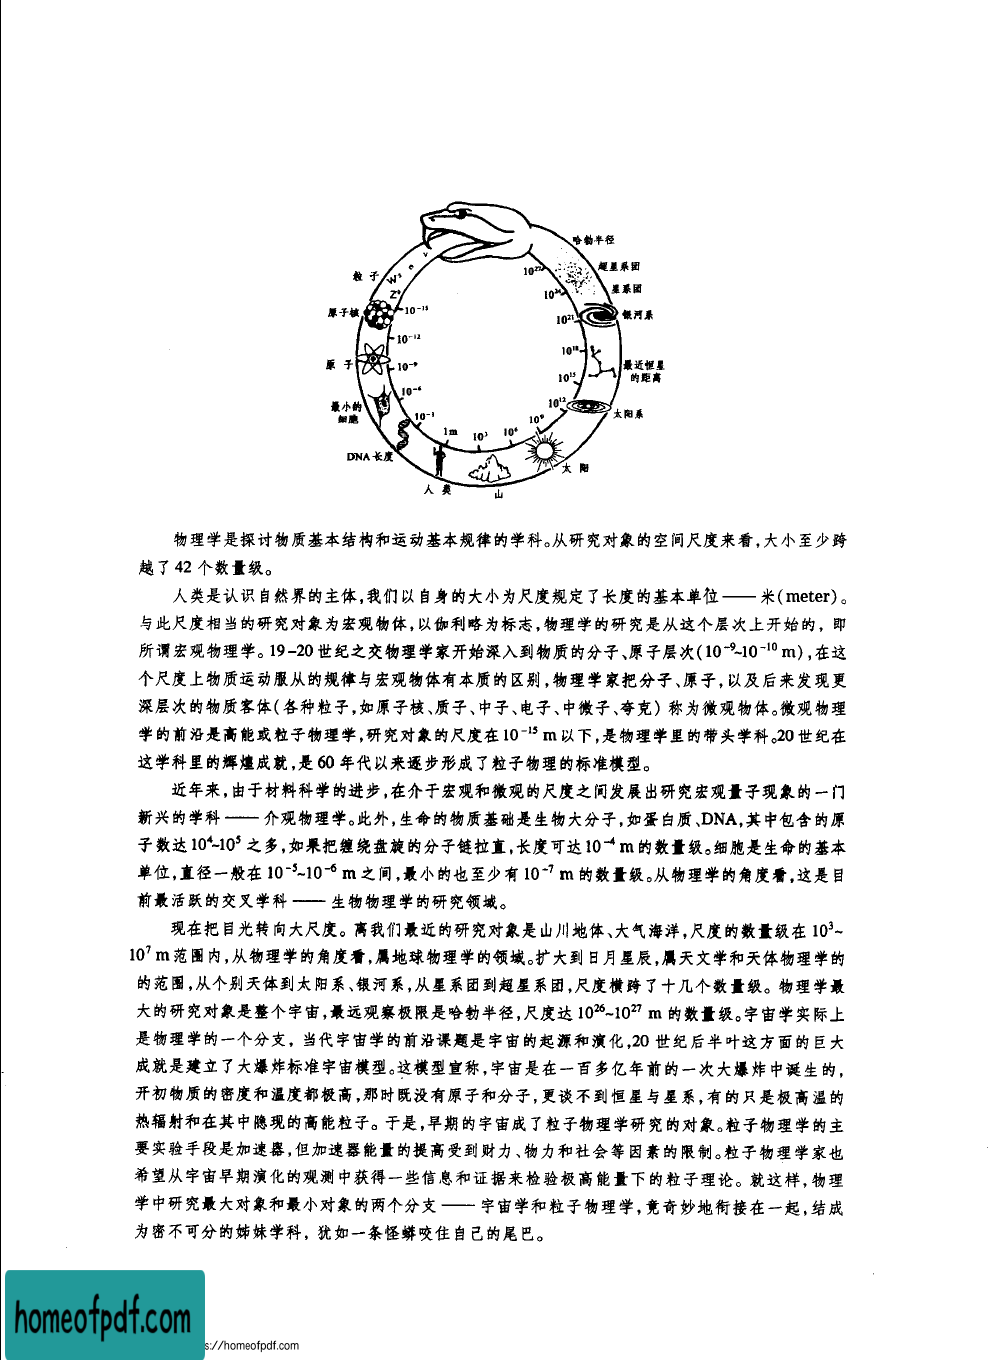 哈勃半径
超星系团
星系团
银河系
最近恒星
的距离
太阳系
太 阳
山
人 类
DNA 长度
最小的
细胞
原 子
原子核
粒 子
W± e ν
Z⁰
10⁻¹⁵
10⁻¹²
10⁻⁹
10⁻⁶
10⁻¹
1m
10³
10⁶
10⁹
10¹²
10¹⁵
10¹⁸
10²¹
10²⁴
10²⁷
物理学是探讨物质基本结构和运动基本规律的学科。从研究对象的空间尺度来看,大小至少跨
越了 42 个数量级。
人类是认识自然界的主体,我们以自身的大小为尺度规定了长度的基本单位——米(meter)。
与此尺度相当的研究对象为宏观物体,以伽利略为标志,物理学的研究是从这个层次上开始的, 即
所谓宏观物理学。19-20 世纪之交物理学家开始深入到物质的分子、原子层次(10⁻⁹~10⁻¹⁰ m),在这
个尺度上物质运动服从的规律与宏观物体有本质的区别,物理学家把分子、原子,以及后来发现更
深层次的物质客体(各种粒子,如原子核、质子、中子、电子、中微子、夸克) 称为微观物体。微观物理
学的前沿是高能或粒子物理学,研究对象的尺度在 10⁻¹⁵ m 以下,是物理学里的带头学科。20 世纪在
这学科里的辉煌成就,是 60 年代以来逐步形成了粒子物理的标准模型。
近年来,由于材料科学的进步,在介于宏观和微观的尺度之间发展出研究宏观量子现象的一门
新兴的学科——介观物理学。此外,生命的物质基础是生物大分子,如蛋白质、DNA,其中包含的原
子数达 10⁴~10⁵ 之多,如果把缠绕盘旋的分子链拉直,长度可达 10⁻⁴ m 的数量级。细胞是生命的基本
单位,直径一般在 10⁻⁵~10⁻⁶ m 之间,最小的也至少有 10⁻⁷ m 的数量级。从物理学的角度看,这是目
前最活跃的交叉学科——生物物理学的研究领域。
现在把目光转向大尺度。离我们最近的研究对象是山川地体、大气海洋,尺度的数量级在 10³~
10⁷ m 范围内,从物理学的角度看,属地球物理学的领域。扩大到日月星辰,属天文学和天体物理学的
的范围,从个别天体到太阳系、银河系,从星系团到超星系团,尺度横跨了十几个数量级。物理学最
大的研究对象是整个宇宙,最远观察极限是哈勃半径,尺度达 10²⁶~10²⁷ m 的数量级。宇宙学实际上
是物理学的一个分支, 当代宇宙学的前沿课题是宇宙的起源和演化,20 世纪后半叶这方面的巨大
成就是建立了大爆炸标准宇宙模型。这模型宣称,宇宙是在一百多亿年前的一次大爆炸中诞生的,
开初物质的密度和温度都极高,那时既没有原子和分子,更谈不到恒星与星系,有的只是极高温的
热辐射和在其中隐现的高能粒子。于是,早期的宇宙成了粒子物理学研究的对象。粒子物理学的主
要实验手段是加速器,但加速器能量的提高受到财力、物力和社会等因素的限制。粒子物理学家也
希望从宇宙早期演化的观测中获得一些信息和证据来检验极高能量下的粒子理论。就这样,物理
学中研究最大对象和最小对象的两个分支——宇宙学和粒子物理学,竟奇妙地衔接在一起,结成
为密不可分的姊妹学科, 犹如一条怪蟒咬住自己的尾巴。
homeofpdf.com
s://homeofpdf.com